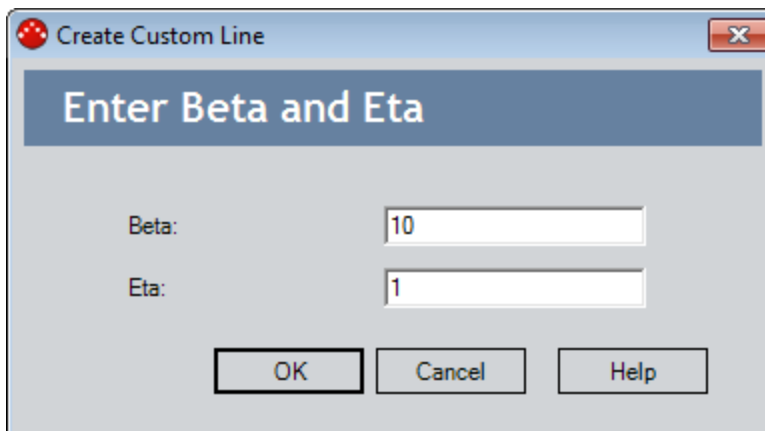 Create Custom Line
Enter Beta and Eta
Beta: 10
Eta: 1
OK Cancel Help